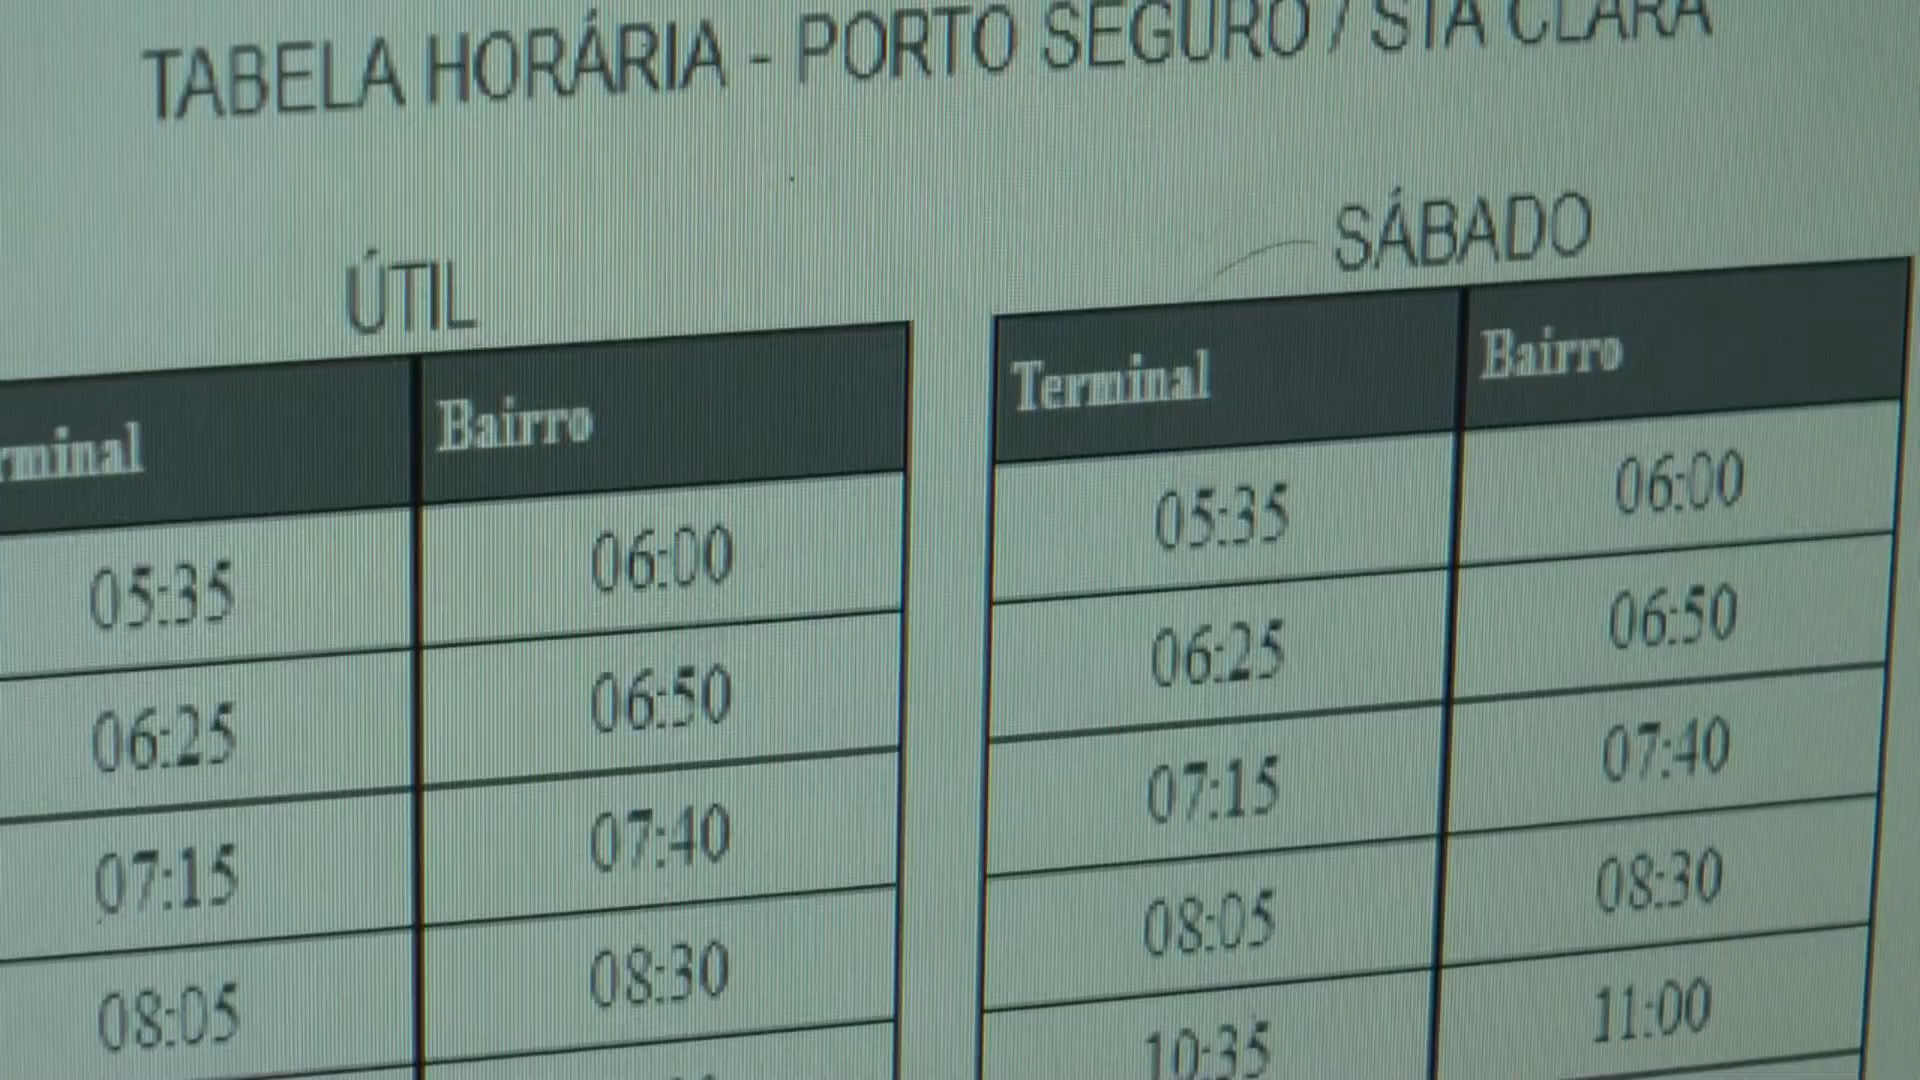 TABELA HORÁRIA - PORTO SEGURO / STA CLARA
ÚTIL
rminal Bairro
05:35 06:00
06:25 06:50
07:15 07:40
08:05 08:30
SÁBADO
Terminal Bairro
05:35 06:00
06:25 06:50
07:15 07:40
08:05 08:30
10:35 11:00